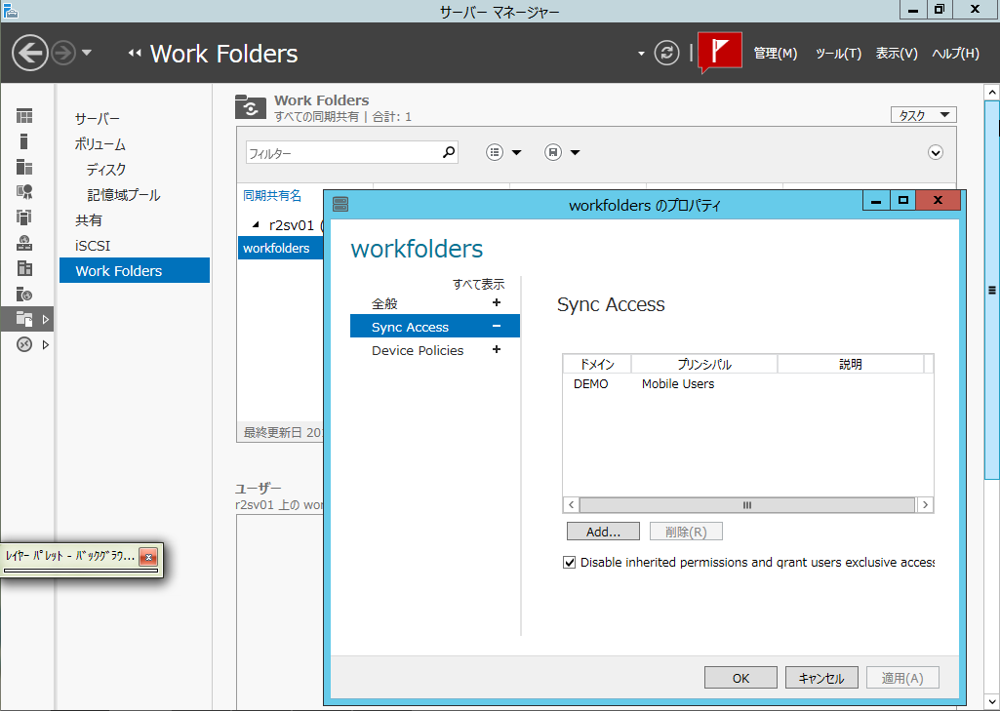 サーバー マネージャー
Work Folders
管理(M) ツール(T) 表示(V) ヘルプ(H)
サーバー
ボリューム
ディスク
記憶域プール
共有
iSCSI
Work Folders
Work Folders
すべての同期共有 | 合計: 1
タスク
フィルター
同期共有名
r2sv01 (
workfolders
最終更新日 20
ユーザー
r2sv01 上の wor
workfolders のプロパティ
workfolders
すべて表示
全般 +
Sync Access −
Device Policies +
Sync Access
ドメイン プリンシパル 説明
DEMO Mobile Users
Add... 削除(R)
Disable inherited permissions and grant users exclusive access
OK キャンセル 適用(A)
ﾚｲﾔｰ ﾊﾟﾚｯﾄ - ﾊﾞｯｸｸﾞﾗｳ...